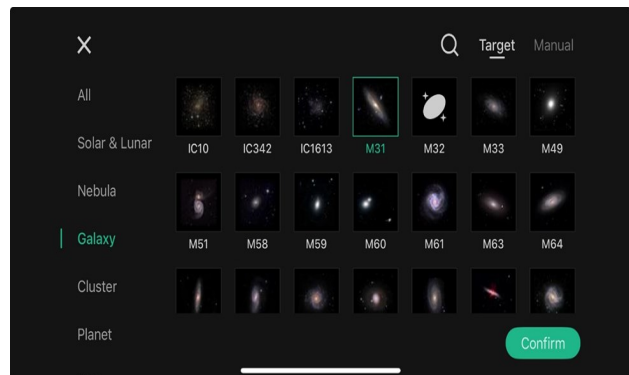 Target Manual
All
Solar & Lunar
IC10 IC342 IC1613 M31 M32 M33 M49
Nebula
Galaxy
M51 M58 M59 M60 M61 M63 M64
Cluster
Planet
Confirm